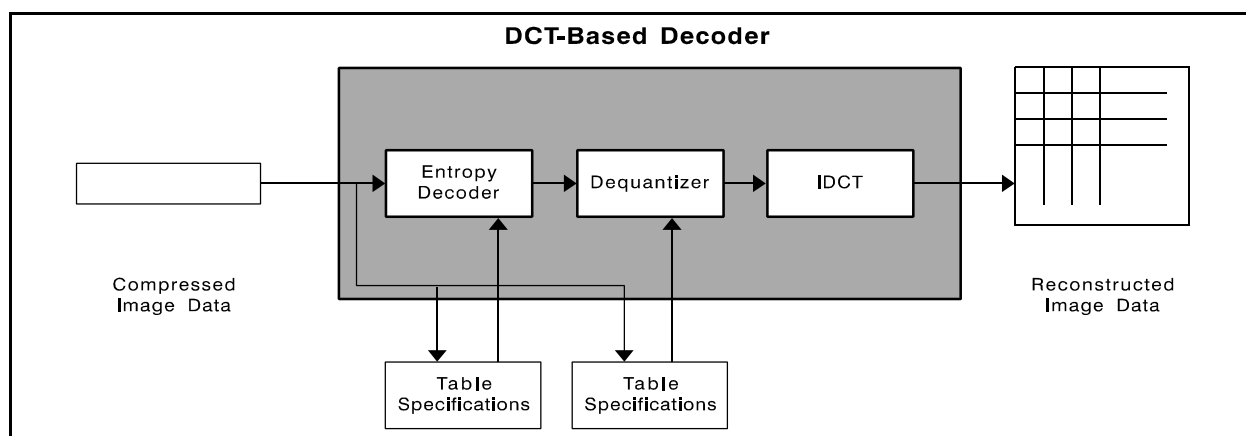 DCT-Based Decoder
Entropy
Decoder
Dequantizer
IDCT
Compressed
Image Data
Reconstructed
Image Data
Table
Specifications
Table
Specifications